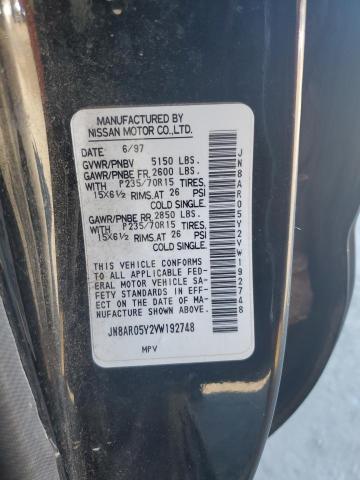 MANUFACTURED BY
NISSAN MOTOR CO.,LTD.
DATE 6/97
GVWR/PNBV 5150 LBS.
GAWR/PNBE FR.2600 LBS.
WITH P235/70R15 TIRES,
15X6½ RIMS.AT 26 PSI
COLD SINGLE.
GAWR/PNBE RR.2850 LBS.
WITH P235/70R15 TIRES,
15X6½ RIMS.AT 26 PSI
COLD SINGLE.
THIS VEHICLE CONFORMS
TO ALL APPLICABLE FED-
ERAL MOTOR VEHICLE SA-
FETY STANDARDS IN EFF-
ECT ON THE DATE OF MA-
NUFACTURE SHOWN ABOVE.
JN8AR05Y2VW192748
MPV
JN8AR05Y2VW192748